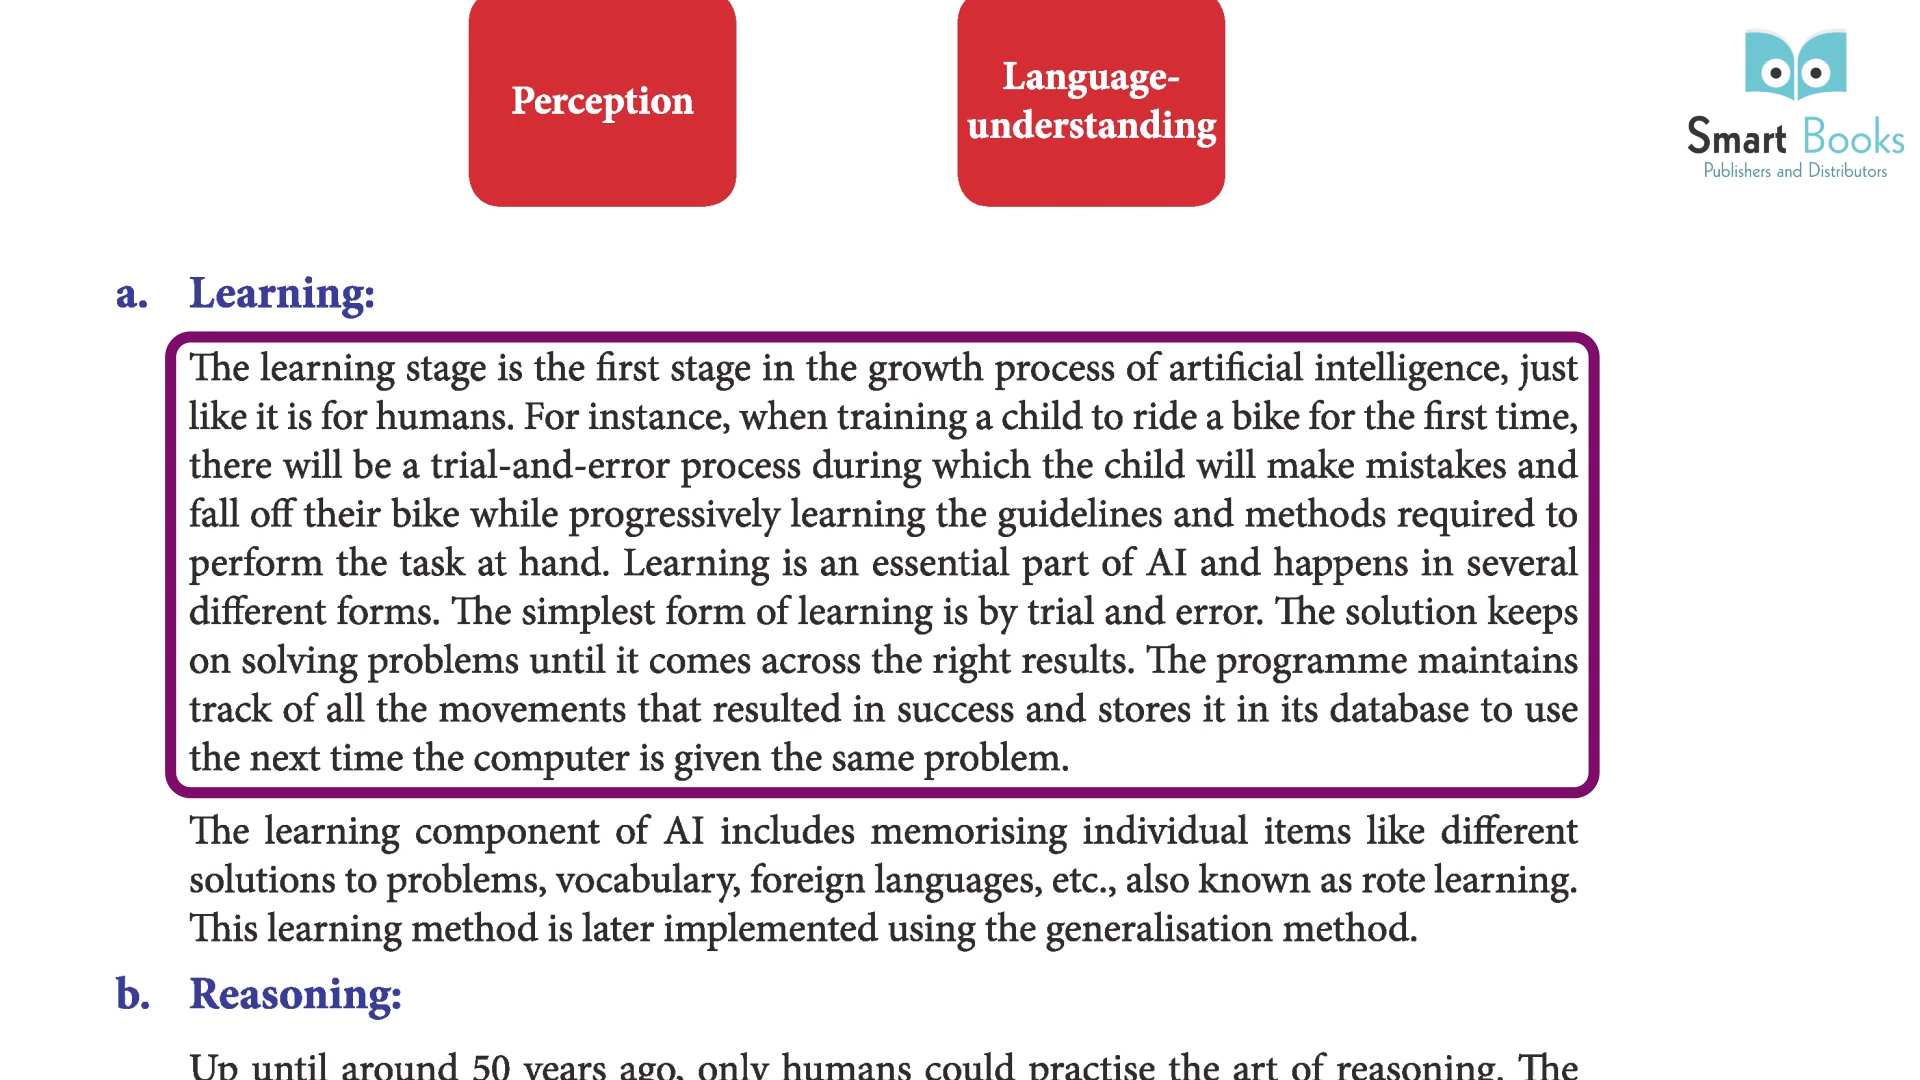 Perception
Language-
understanding
Smart Books
Publishers and Distributors
a. Learning:
The learning stage is the first stage in the growth process of artificial intelligence, just
like it is for humans. For instance, when training a child to ride a bike for the first time,
there will be a trial-and-error process during which the child will make mistakes and
fall off their bike while progressively learning the guidelines and methods required to
perform the task at hand. Learning is an essential part of AI and happens in several
different forms. The simplest form of learning is by trial and error. The solution keeps
on solving problems until it comes across the right results. The programme maintains
track of all the movements that resulted in success and stores it in its database to use
the next time the computer is given the same problem.
The learning component of AI includes memorising individual items like different
solutions to problems, vocabulary, foreign languages, etc., also known as rote learning.
This learning method is later implemented using the generalisation method.
b. Reasoning:
Up until around 50 years ago, only humans could practise the art of reasoning. The